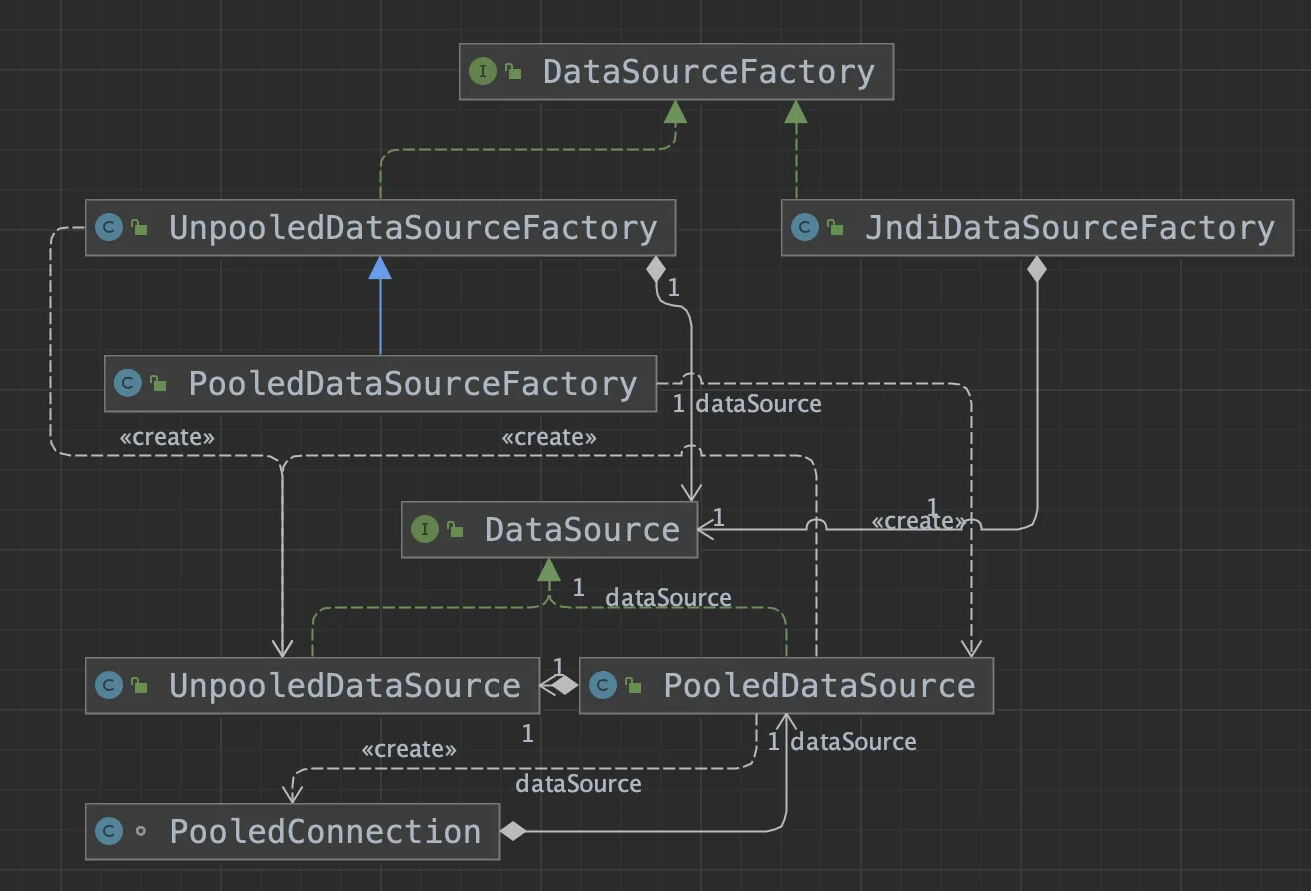 I DataSourceFactory
C UnpooledDataSourceFactory
C JndiDataSourceFactory
1
C PooledDataSourceFactory
1 dataSource
«create»
«create»
1
«create»
I DataSource
1
1
dataSource
1
C UnpooledDataSource
C PooledDataSource
1
1 dataSource
«create»
dataSource
C PooledConnection